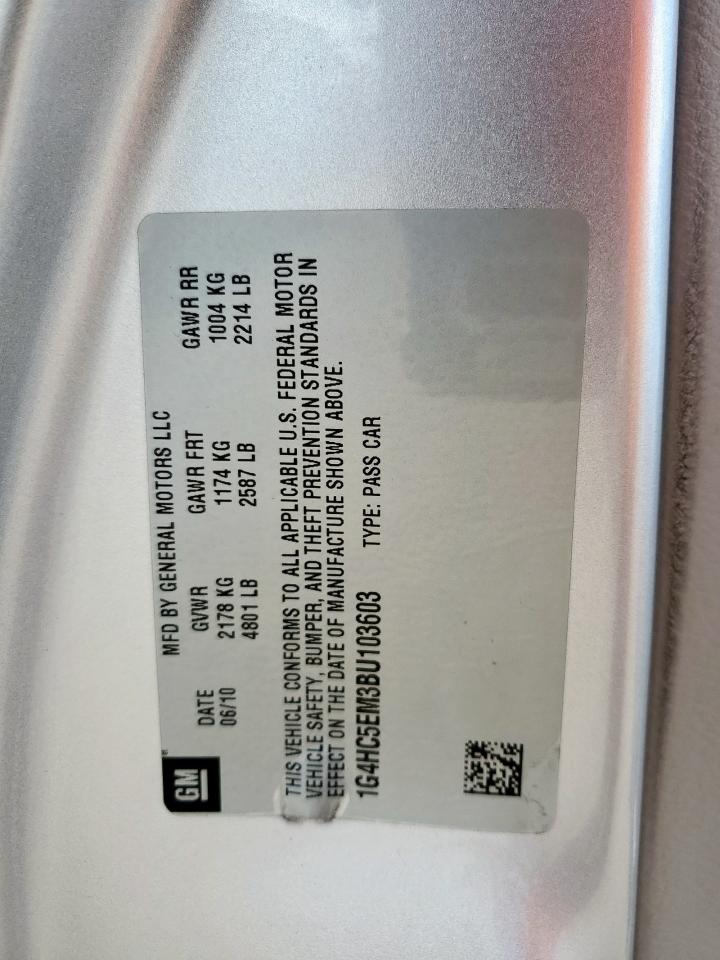 GM
MFD BY GENERAL MOTORS LLC
DATE GVWR GAWR FRT GAWR RR
06/10 2178 KG 1174 KG 1004 KG
4801 LB 2587 LB 2214 LB
THIS VEHICLE CONFORMS TO ALL APPLICABLE U.S. FEDERAL MOTOR
VEHICLE SAFETY, BUMPER, AND THEFT PREVENTION STANDARDS IN
EFFECT ON THE DATE OF MANUFACTURE SHOWN ABOVE.
1G4HC5EM3BU103603 TYPE: PASS CAR